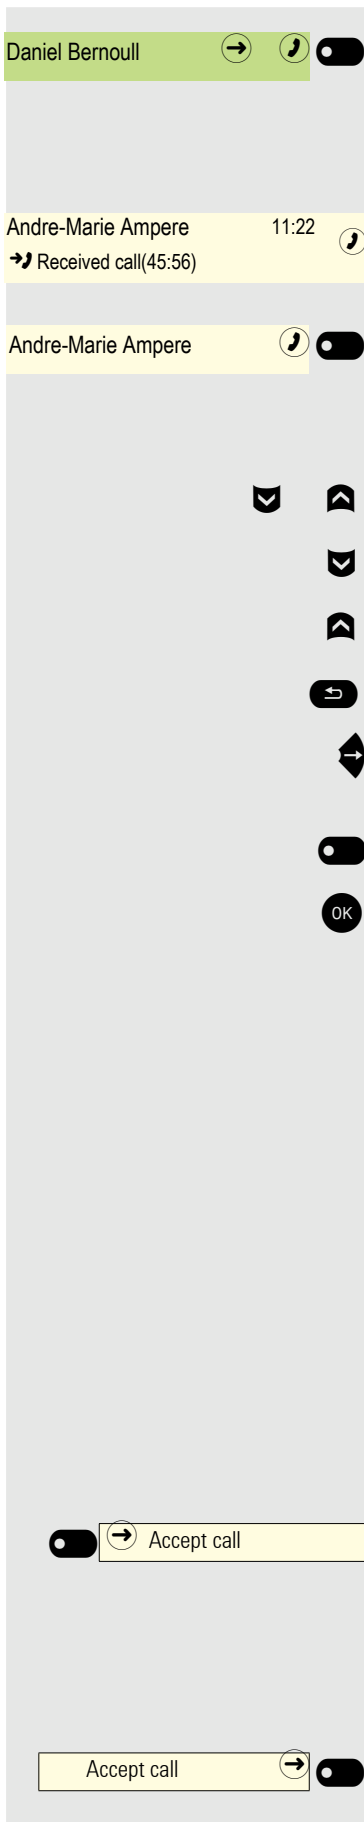 Daniel Bernoull
Andre-Marie Ampere 11:22
Received call(45:56)
Andre-Marie Ampere
OK
Accept call
Accept call